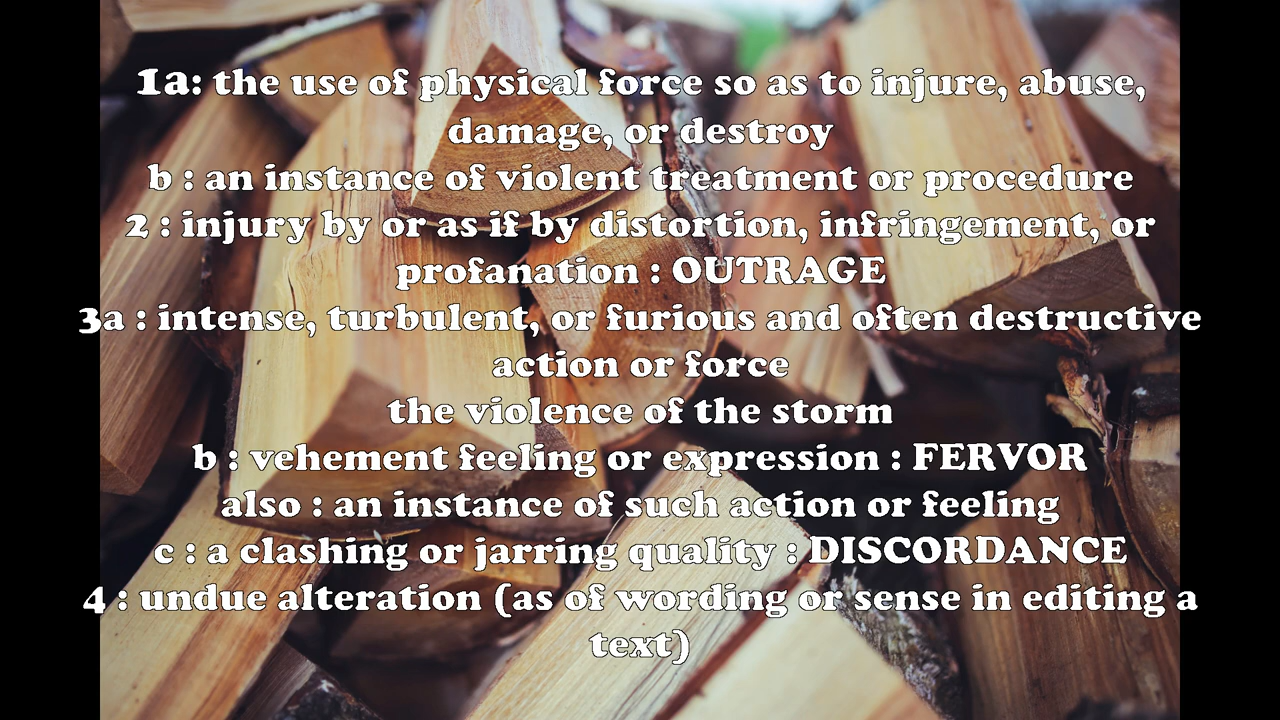 1a: the use of physical force so as to injure, abuse,
damage, or destroy
b : an instance of violent treatment or procedure
2 : injury by or as if by distortion, infringement, or
profanation : OUTRAGE
3a : intense, turbulent, or furious and often destructive
action or force
the violence of the storm
b : vehement feeling or expression : FERVOR
also : an instance of such action or feeling
c : a clashing or jarring quality : DISCORDANCE
4 : undue alteration (as of wording or sense in editing a
text)